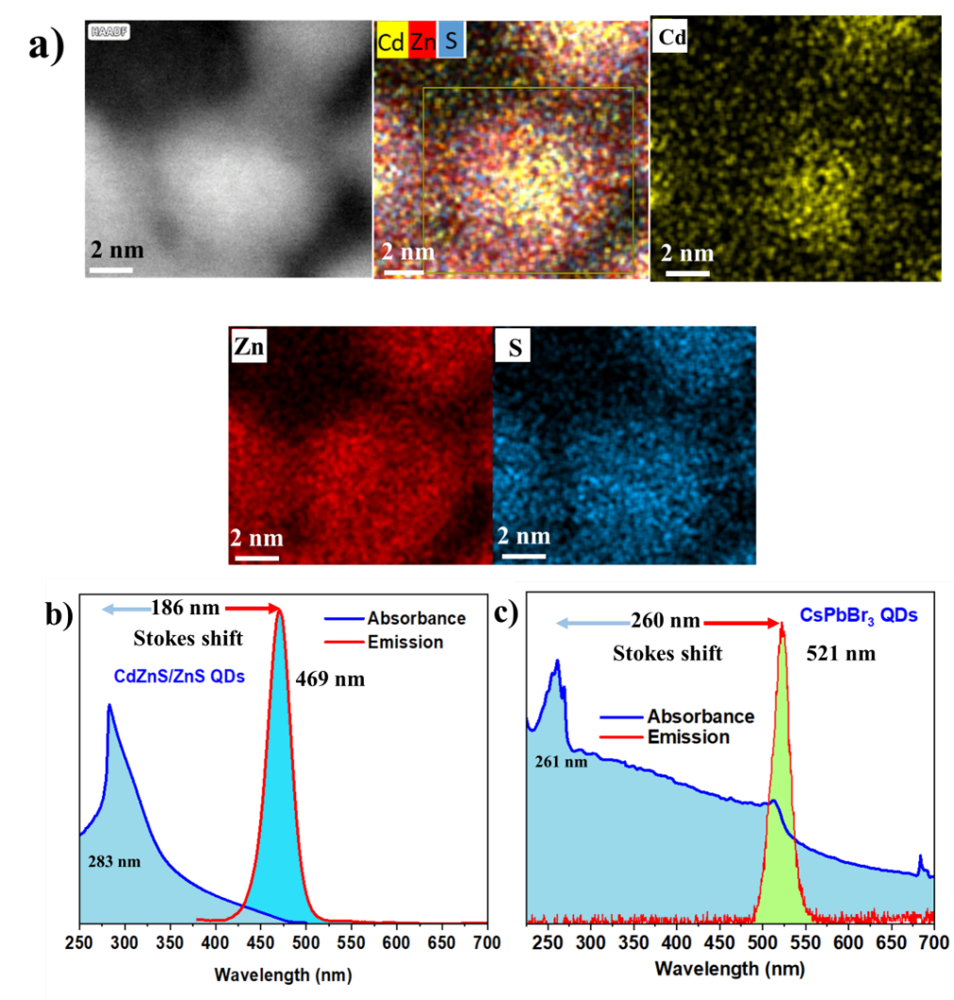 a)
HAADF
Cd Zn S
Cd
2 nm
2 nm
2 nm
Zn
S
2 nm
2 nm
b)
186 nm
Stokes shift
CdZnS/ZnS QDs
Absorbance
Emission
469 nm
283 nm
250 300 350 400 450 500 550 600 650 700
Wavelength (nm)
c)
260 nm
Stokes shift
CsPbBr₃ QDs
521 nm
Absorbance
Emission
261 nm
250 300 350 400 450 500 550 600 650 700
Wavelength (nm)